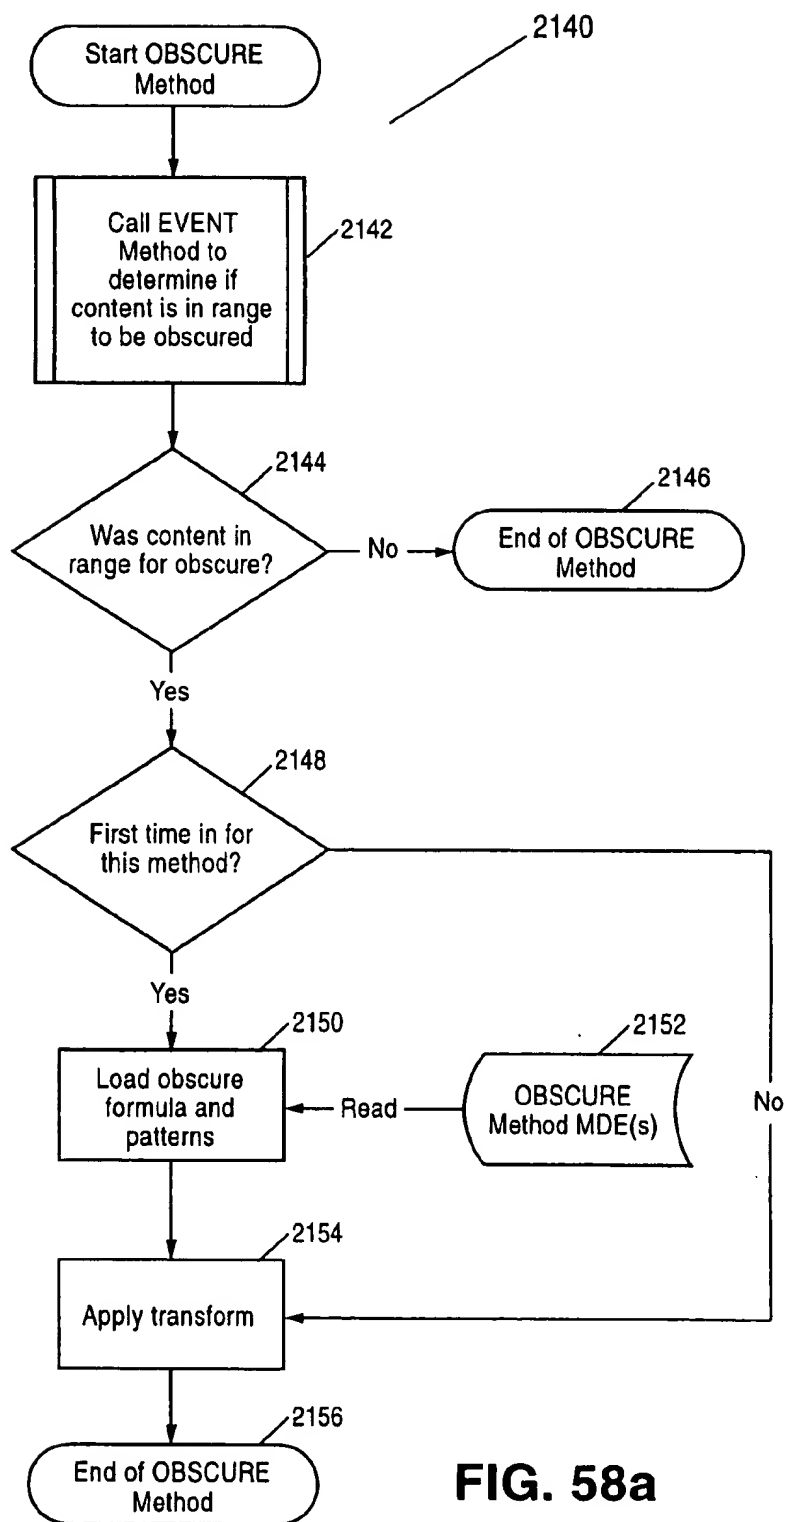 2140
Start OBSCURE
Method
2142
Call EVENT
Method to
determine if
content is in range
to be obscured
2144
Was content in
range for obscure?
No
2146
End of OBSCURE
Method
Yes
2148
First time in for
this method?
Yes
2150
Load obscure
formula and
patterns
Read
2152
OBSCURE
Method MDE(s)
No
2154
Apply transform
2156
End of OBSCURE
Method
FIG. 58a